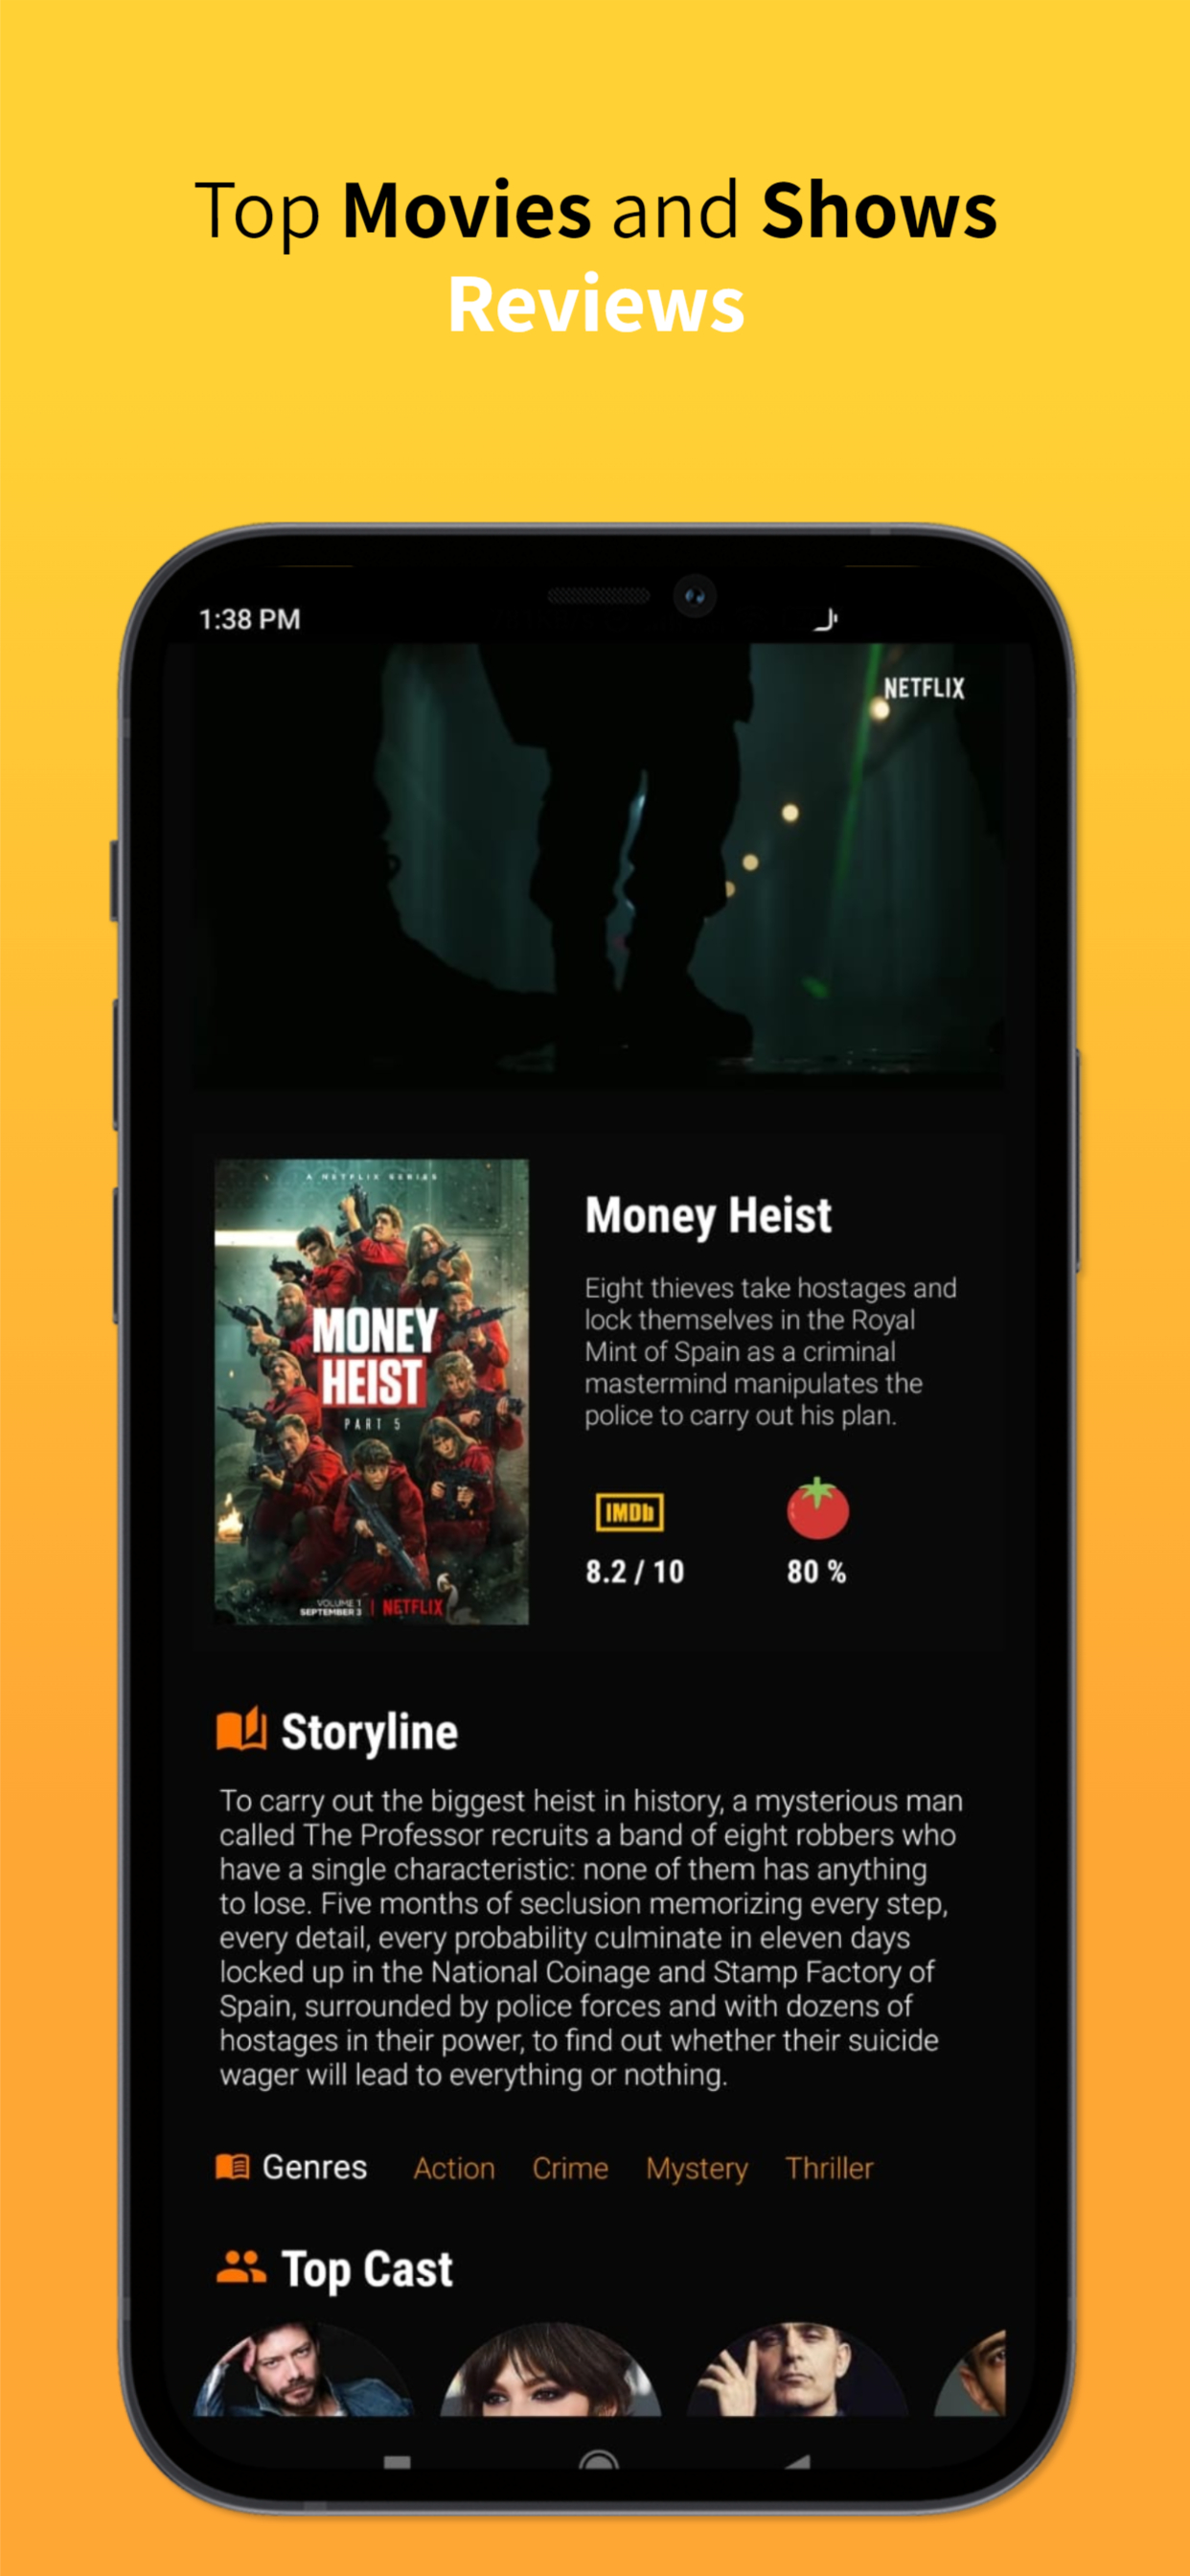 Top Movies and Shows
Reviews
1:38 PM
NETFLIX
A NETFLIX SERIES
MONEY
HEIST
PART 5
VOLUME 1
SEPTEMBER 3 | NETFLIX
Money Heist
Eight thieves take hostages and
lock themselves in the Royal
Mint of Spain as a criminal
mastermind manipulates the
police to carry out his plan.
IMDb
8.2 / 10
80 %
Storyline
To carry out the biggest heist in history, a mysterious man
called The Professor recruits a band of eight robbers who
have a single characteristic: none of them has anything
to lose. Five months of seclusion memorizing every step,
every detail, every probability culminate in eleven days
locked up in the National Coinage and Stamp Factory of
Spain, surrounded by police forces and with dozens of
hostages in their power, to find out whether their suicide
wager will lead to everything or nothing.
Genres Action Crime Mystery Thriller
Top Cast